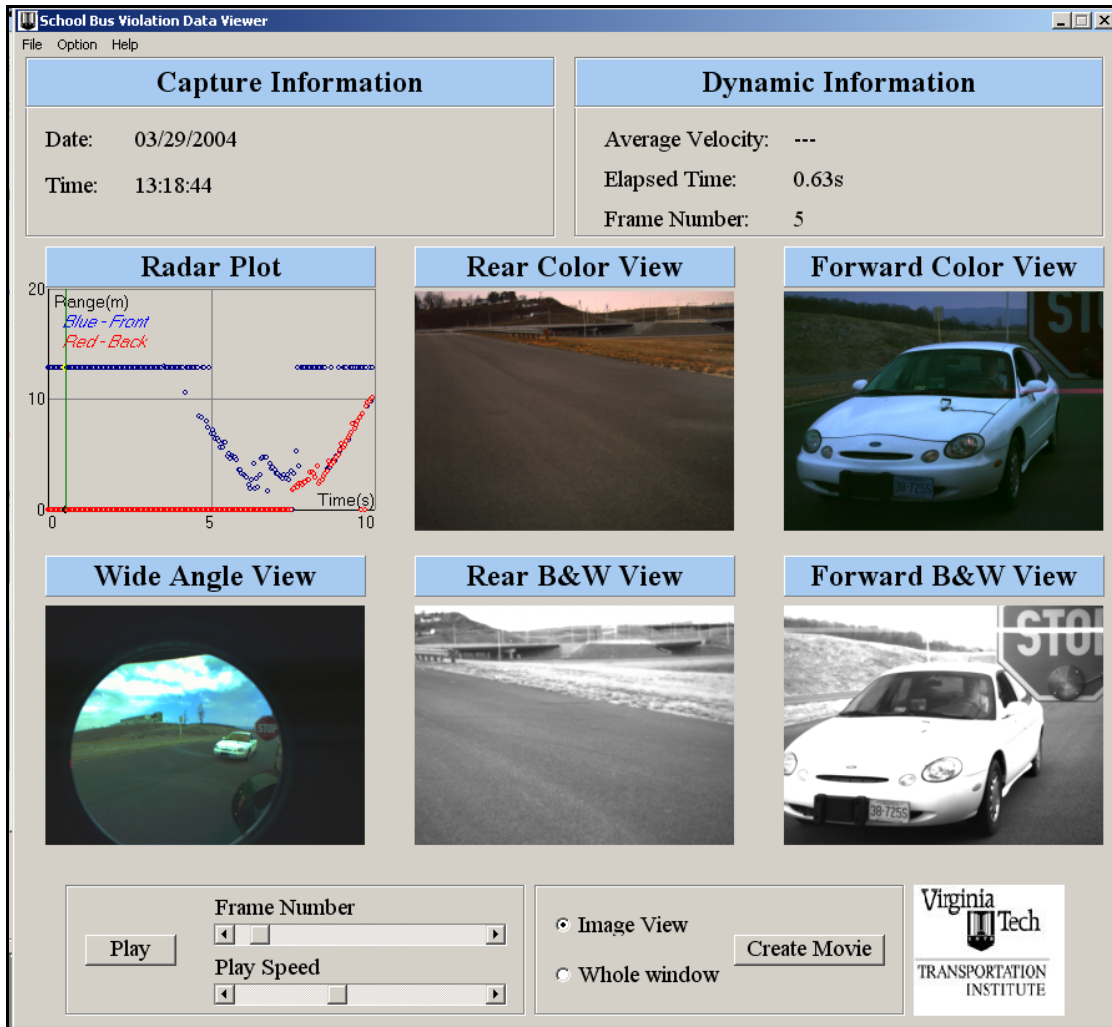 School Bus Violation Data Viewer
File Option Help
Capture Information
Date: 03/29/2004
Time: 13:18:44
Dynamic Information
Average Velocity: ---
Elapsed Time: 0.63s
Frame Number: 5
Radar Plot
20
Range(m)
Blue - Front
Red - Back
10
Time(s)
0
0 5 10
Rear Color View
Forward Color View
STO
38-7255
Wide Angle View
STOP
Rear B&W View
Forward B&W View
STO
38-7255
Play
Frame Number
Play Speed
Image View
Whole window
Create Movie
Virginia
Tech
TRANSPORTATION
INSTITUTE